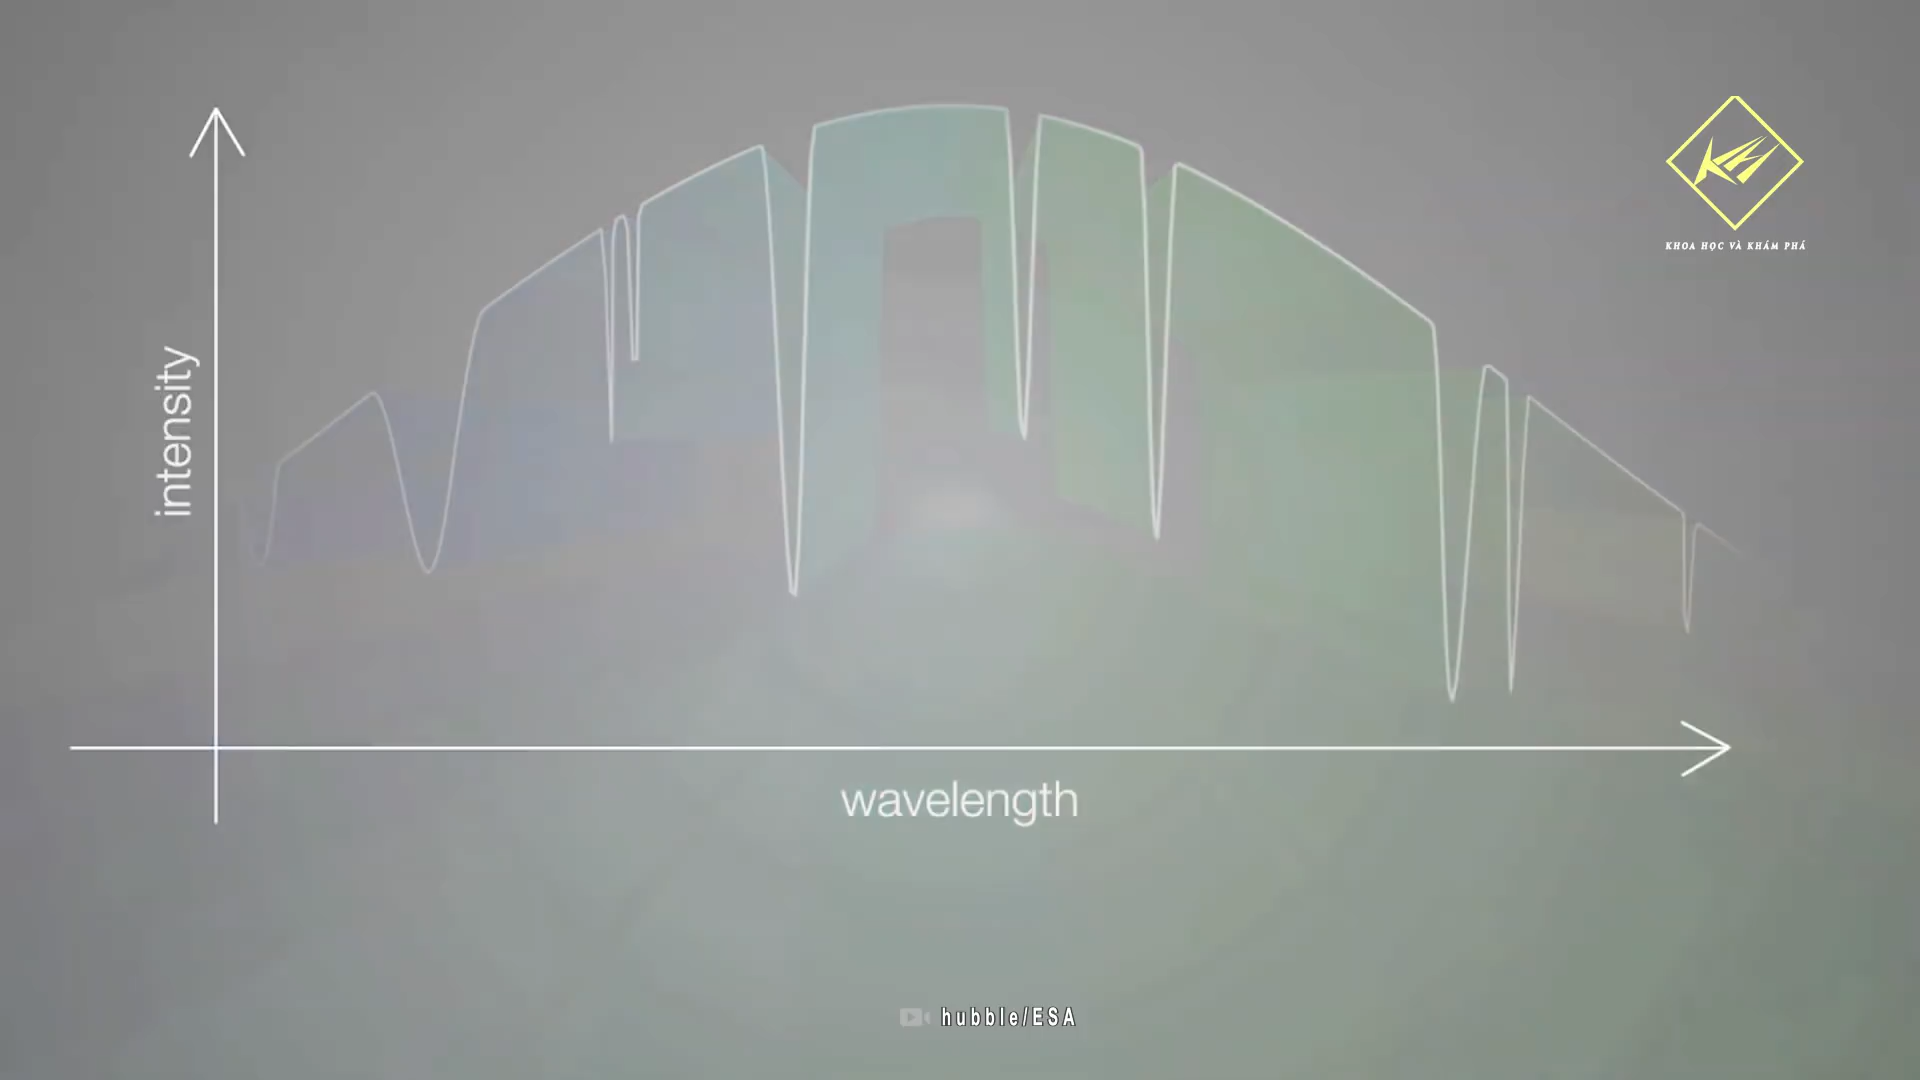 KHOA HỌC VÀ KHÁM PHÁ
intensity
wavelength
hubble/ESA